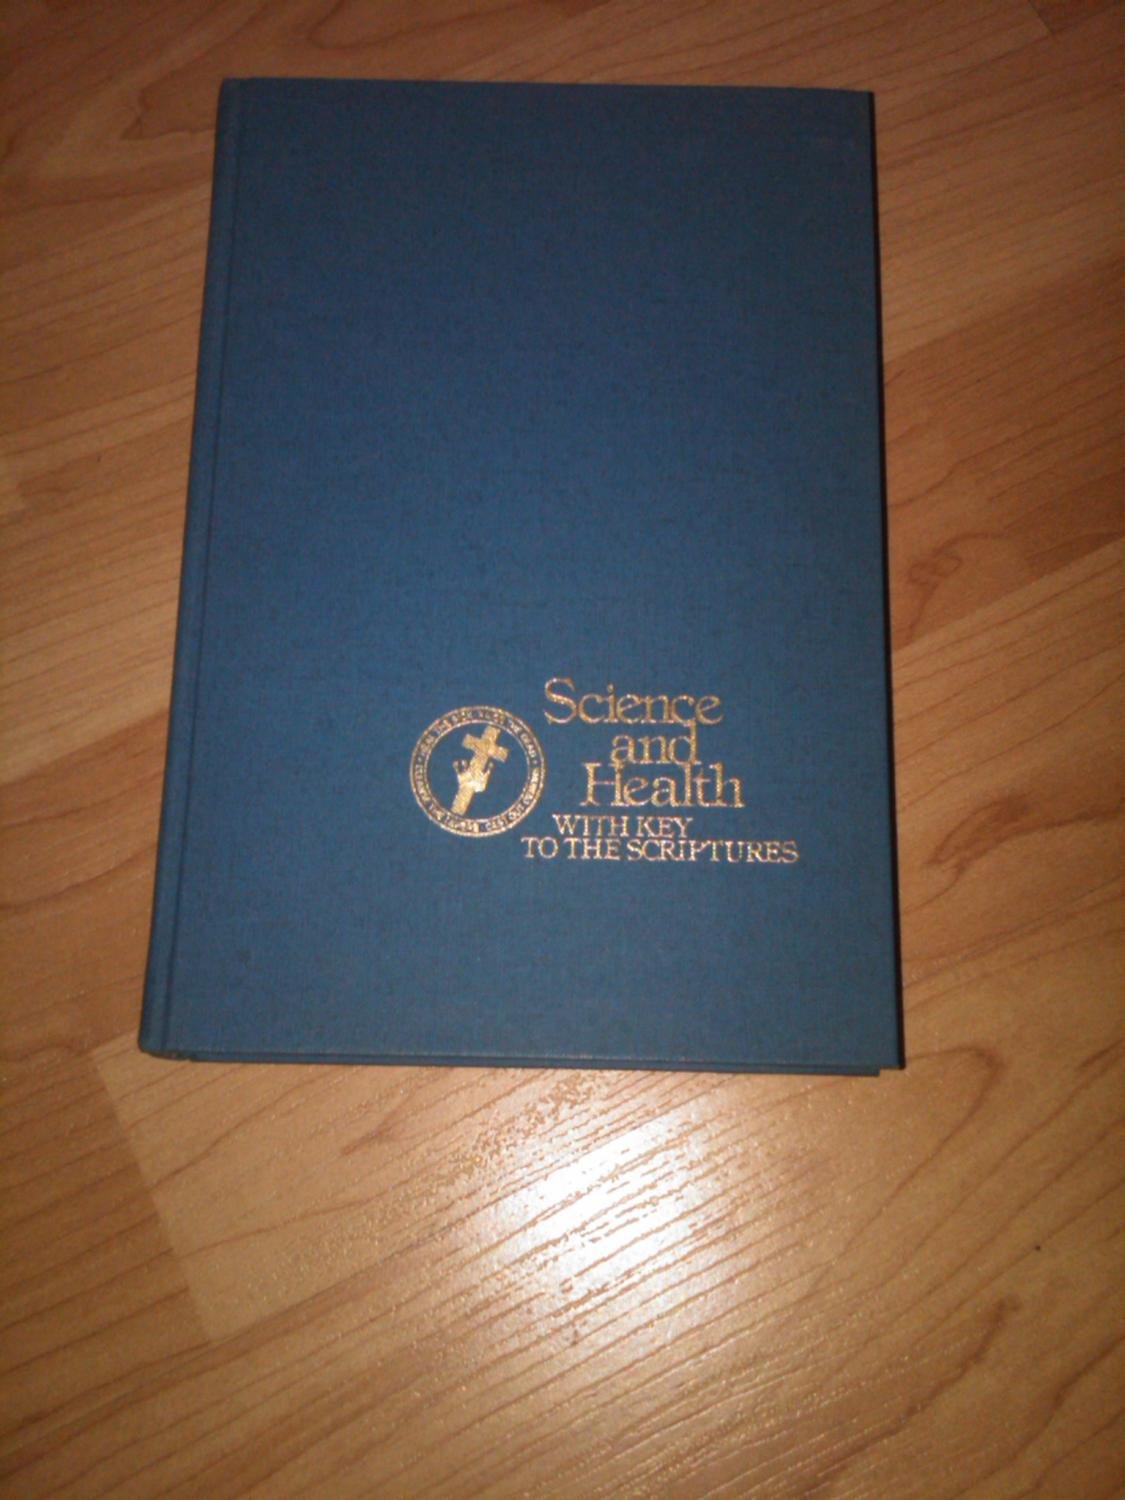 Science
and
Health
WITH KEY
TO THE SCRIPTURES